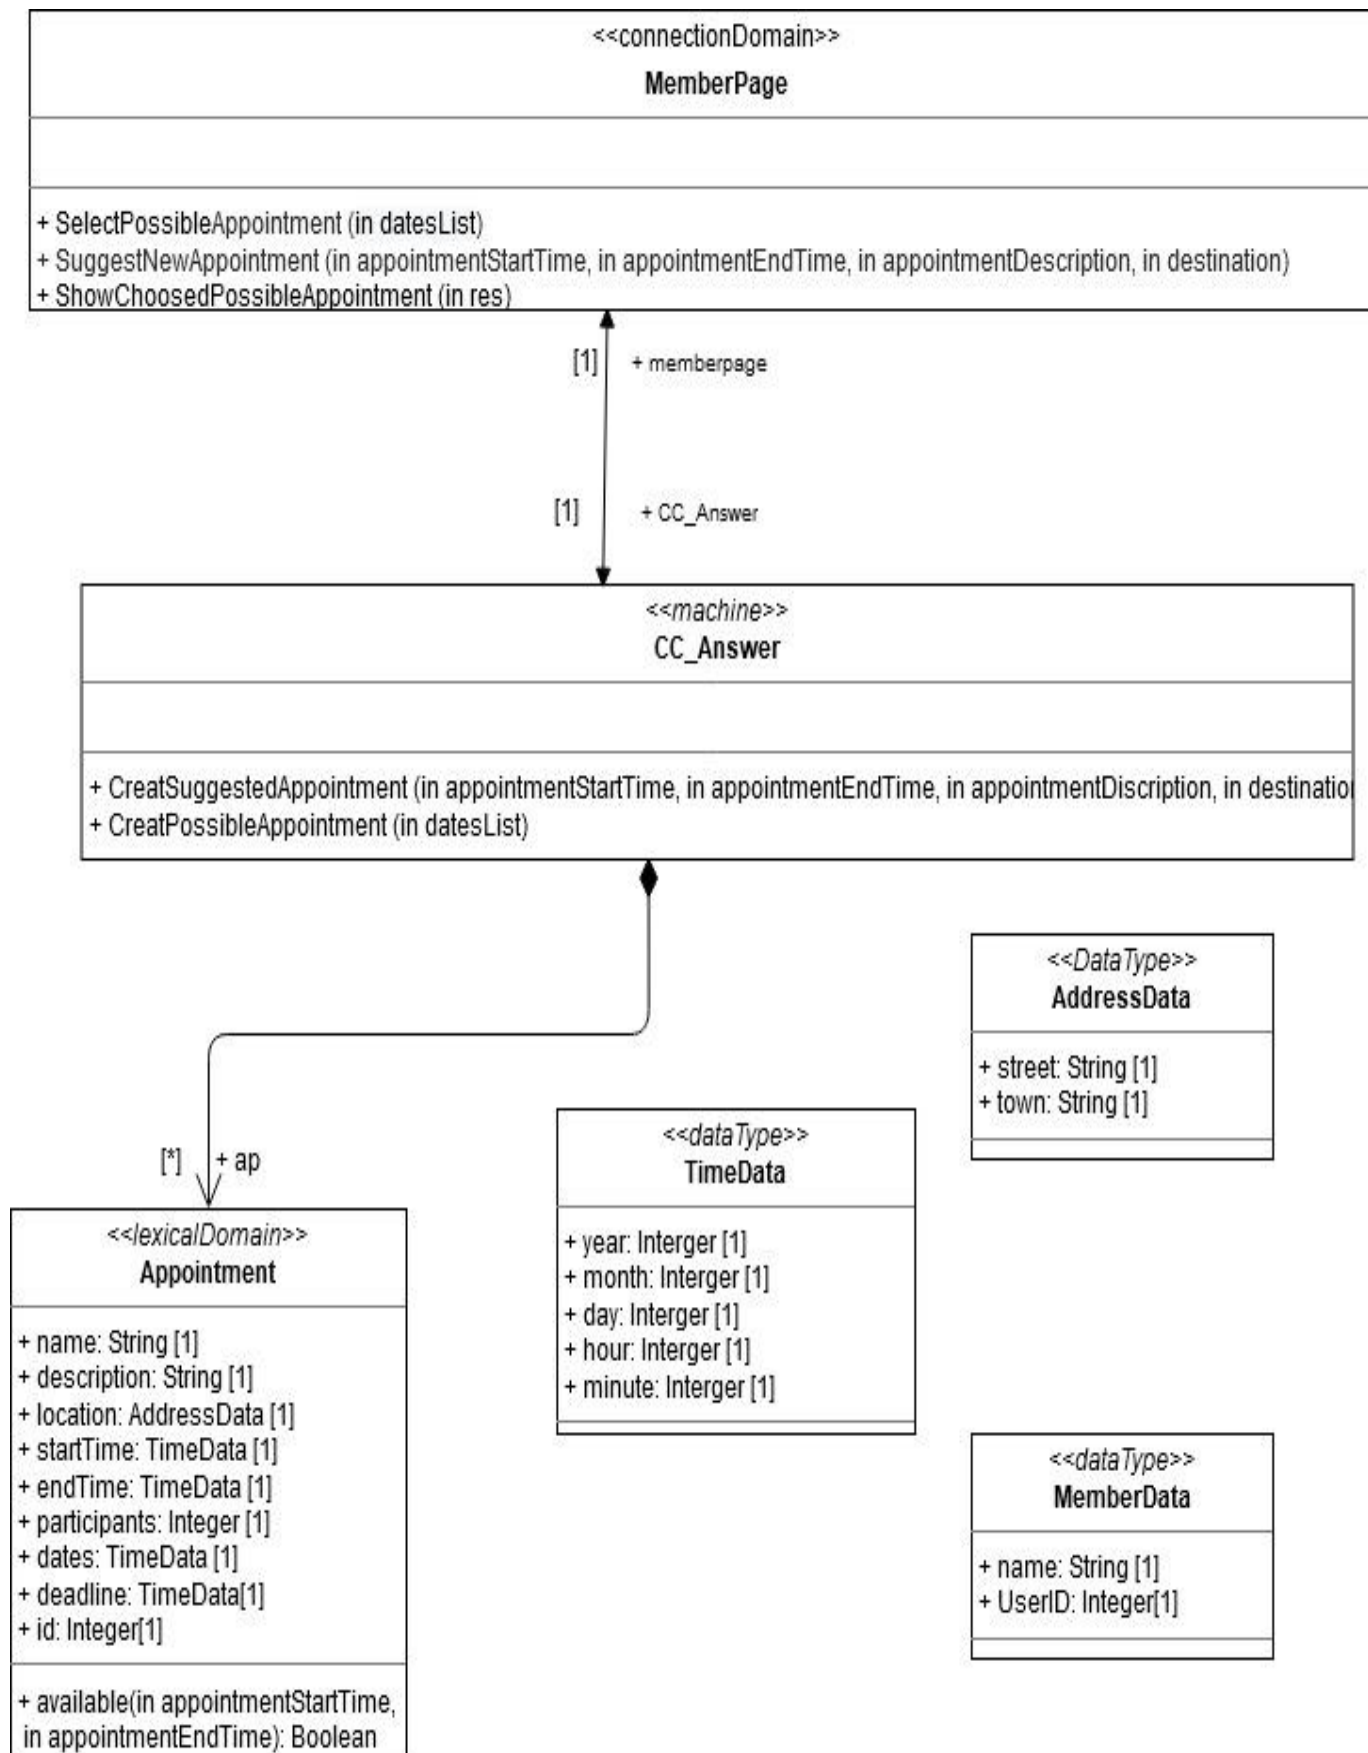 <<connectionDomain>>
MemberPage
+ SelectPossibleAppointment (in datesList)
+ SuggestNewAppointment (in appointmentStartTime, in appointmentEndTime, in appointmentDescription, in destination)
+ ShowChoosedPossibleAppointment (in res)
[1] + memberpage
[1] + CC_Answer
<<machine>>
CC_Answer
+ CreatSuggestedAppointment (in appointmentStartTime, in appointmentEndTime, in appointmentDiscription, in destination
+ CreatPossibleAppointment (in datesList)
[*] + ap
<<lexicalDomain>>
Appointment
+ name: String [1]
+ description: String [1]
+ location: AddressData [1]
+ startTime: TimeData [1]
+ endTime: TimeData [1]
+ participants: Integer [1]
+ dates: TimeData [1]
+ deadline: TimeData[1]
+ id: Integer[1]
+ available(in appointmentStartTime,
in appointmentEndTime): Boolean
<<dataType>>
TimeData
+ year: Interger [1]
+ month: Interger [1]
+ day: Interger [1]
+ hour: Interger [1]
+ minute: Interger [1]
<<DataType>>
AddressData
+ street: String [1]
+ town: String [1]
<<dataType>>
MemberData
+ name: String [1]
+ UserID: Integer[1]